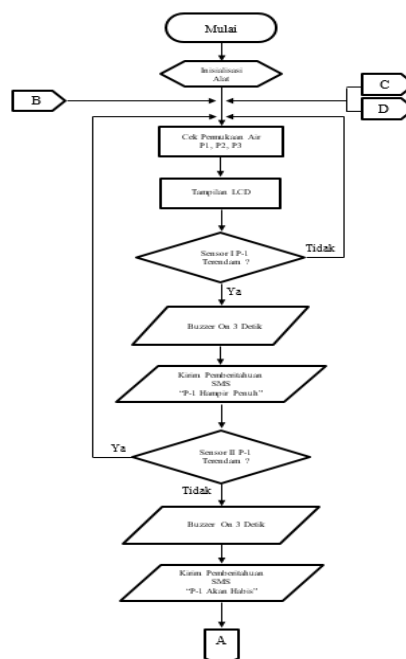 Mulai
Inisialisasi
Alat
B
C
D
Cek Permukaan Air
P1, P2, P3
Tampilan LCD
Sensor I P-1
Terendam ?
Tidak
Ya
Buzzer On 3 Detik
Kirim Pemberitahuan
SMS
"P-1 Hampir Penuh"
Ya
Sensor II P-1
Terendam ?
Tidak
Buzzer On 3 Detik
Kirim Pemberitahuan
SMS
"P-1 Akan Habis"
A